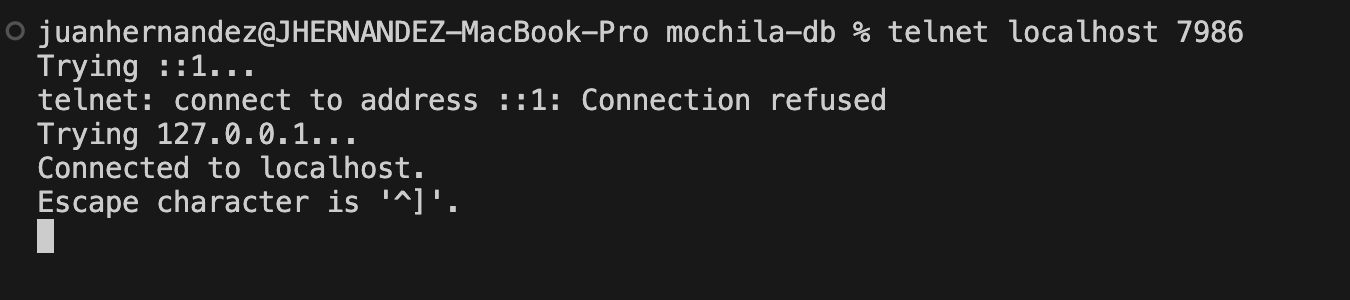 juanhernandez@JHERNANDEZ-MacBook-Pro mochila-db % telnet localhost 7986
Trying ::1...
telnet: connect to address ::1: Connection refused
Trying 127.0.0.1...
Connected to localhost.
Escape character is '^]'.